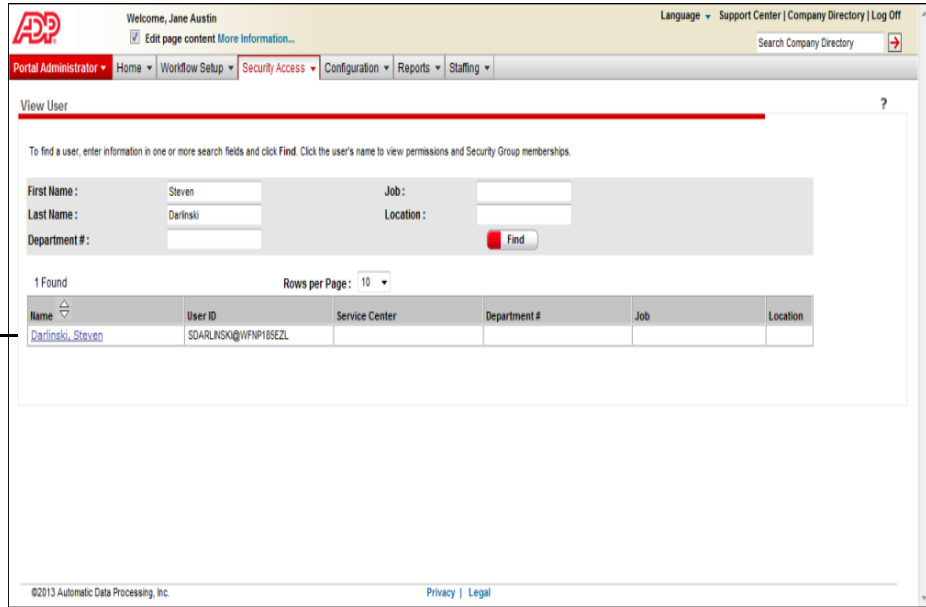 ADP
Welcome, Jane Austin
Language Support Center | Company Directory | Log Off
Edit page content More Information...
Search Company Directory
Portal Administrator Home Workflow Setup Security Access Configuration Reports Staffing
View User ?
To find a user, enter information in one or more search fields and click Find. Click the user's name to view permissions and Security Group memberships.
First Name : Steven Job :
Last Name : Darlinski Location :
Department # : Find
1 Found Rows per Page : 10
Name User ID Service Center Department # Job Location
Darlinski, Steven SDARLINSKI@WFNP185EZL
©2013 Automatic Data Processing, Inc. Privacy | Legal